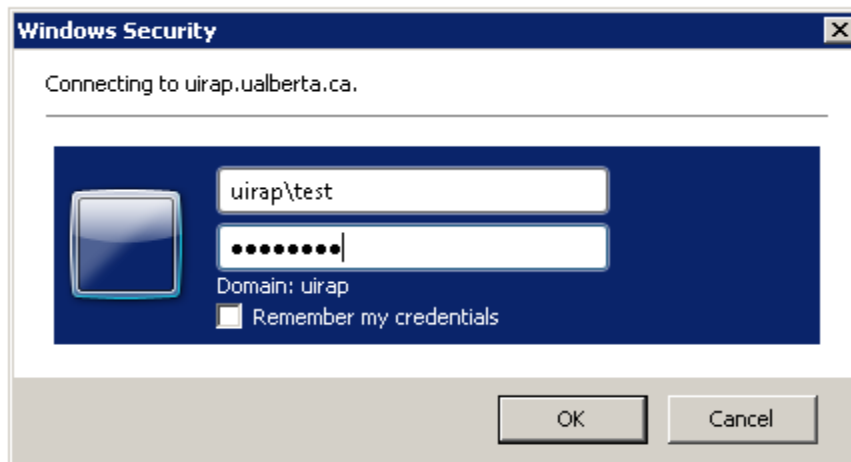 Windows Security
Connecting to uirap.ualberta.ca.
uirap\test
●●●●●●●●
Domain: uirap
Remember my credentials
OK
Cancel